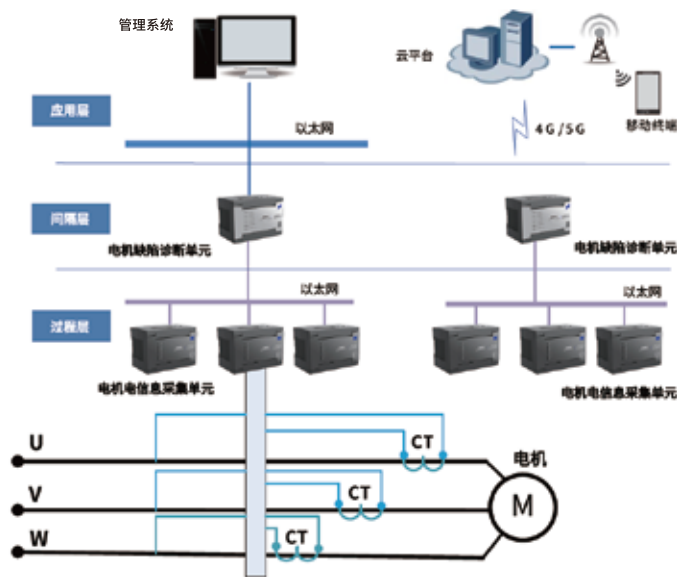 管理系统
云平台
应用层
以太网
4G/5G
移动终端
间隔层
电机缺陷诊断单元
电机缺陷诊断单元
以太网
以太网
过程层
电机电信息采集单元
电机电信息采集单元
U
CT
电机
V
CT
M
W
CT